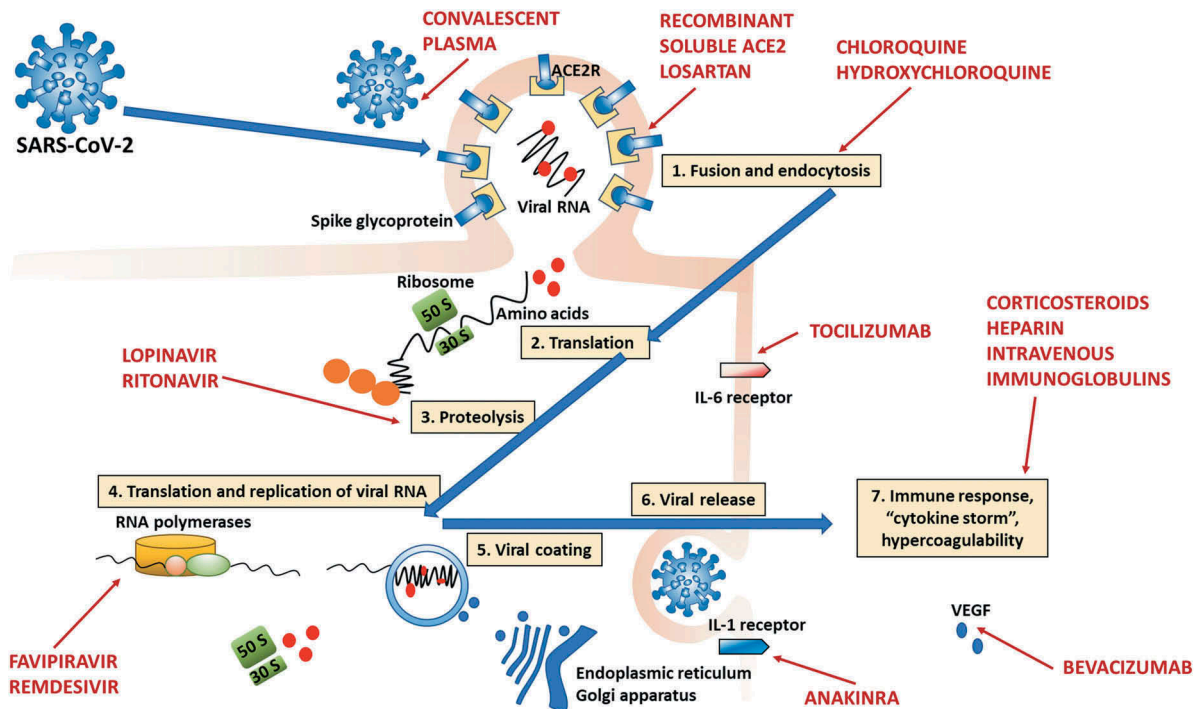 CONVALESCENT
PLASMA
RECOMBINANT
SOLUBLE ACE2
LOSARTAN
CHLOROQUINE
HYDROXYCHLOROQUINE
ACE2R
SARS-CoV-2
1. Fusion and endocytosis
Viral RNA
Spike glycoprotein
Ribosome
50 S
30 S
Amino acids
2. Translation
TOCILIZUMAB
IL-6 receptor
CORTICOSTEROIDS
HEPARIN
INTRAVENOUS
IMMUNOGLOBULINS
LOPINAVIR
RITONAVIR
3. Proteolysis
4. Translation and replication of viral RNA
RNA polymerases
6. Viral release
5. Viral coating
7. Immune response,
“cytokine storm”,
hypercoagulability
VEGF
IL-1 receptor
50 S
30 S
FAVIPIRAVIR
REMDESIVIR
Endoplasmic reticulum
Golgi apparatus
ANAKINRA
BEVACIZUMAB